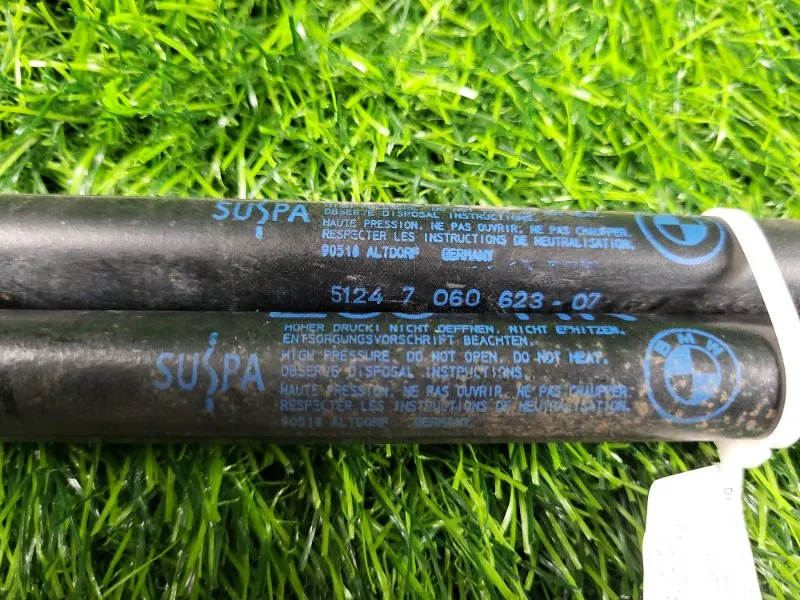 SUSPA
OBSERVE DISPOSAL INSTRUCTIONS.
HAUTE PRESSION. NE PAS OUVRIR. NE PAS CHAUFFER.
RESPECTER LES INSTRUCTIONS DE NEUTRALISATION.
90518 ALTDORF GERMANY
5124 7 060 623-07
HOHER DRUCK! NICHT OEFFNEN. NICHT ERHITZEN.
ENTSORGUNGSVORSCHRIFT BEACHTEN.
SUSPA
HIGH PRESSURE. DO NOT OPEN. DO NOT HEAT.
OBSERVE DISPOSAL INSTRUCTIONS.
HAUTE PRESSION. NE PAS OUVRIR. NE PAS CHAUFFER.
RESPECTER LES INSTRUCTIONS DE NEUTRALISATION.
90518 ALTDORF GERMANY
BMW